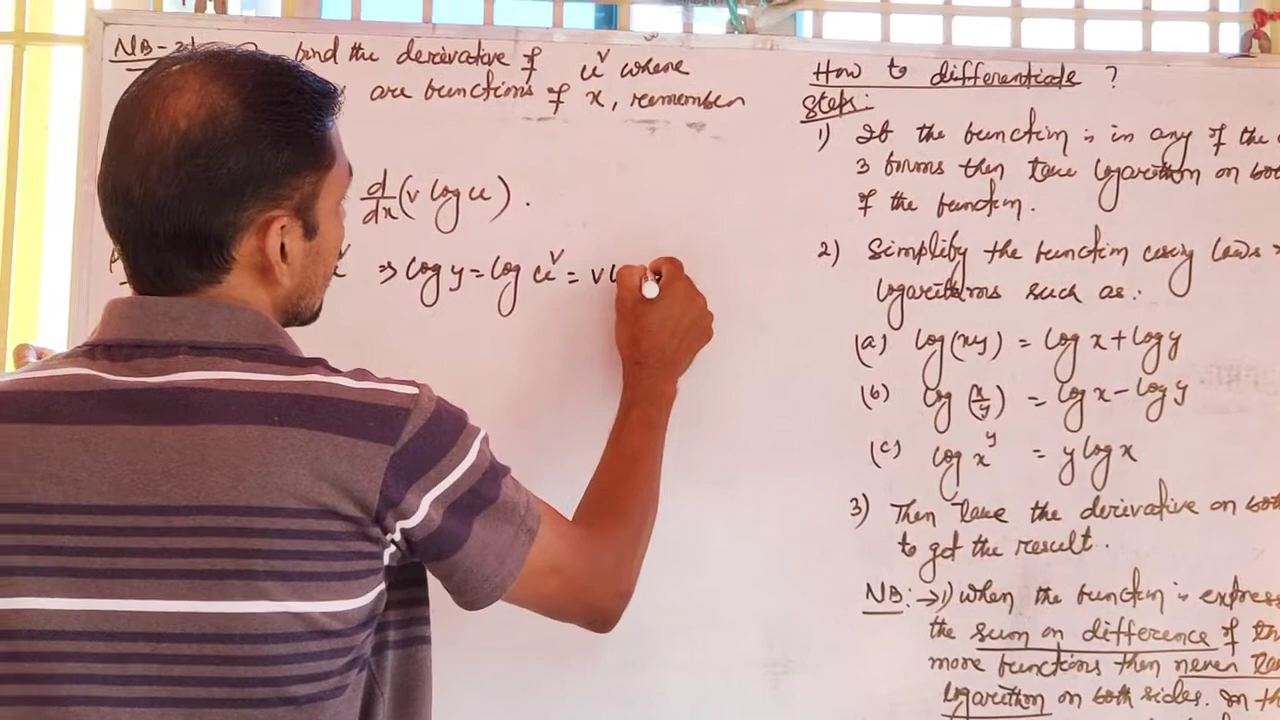 NB- find the derivative of u^v where
are functions of x, remember
d/dx (v log u) .
⇒ log y = log u^v = v
How to differentiate ?
Steps:
1) If the function is in any of the
3 forms then take logarithm on
of the function.
2) Simplify the function using laws
logarithms such as:
(a) log(xy) = log x + log y
(b) log (x/y) = log x - log y
(c) log x^y = y log x
3) Then take the derivative on
to get the result.
NB: → 1) When the function is
the sum or difference of
more functions then never
logarithm on both sides. In